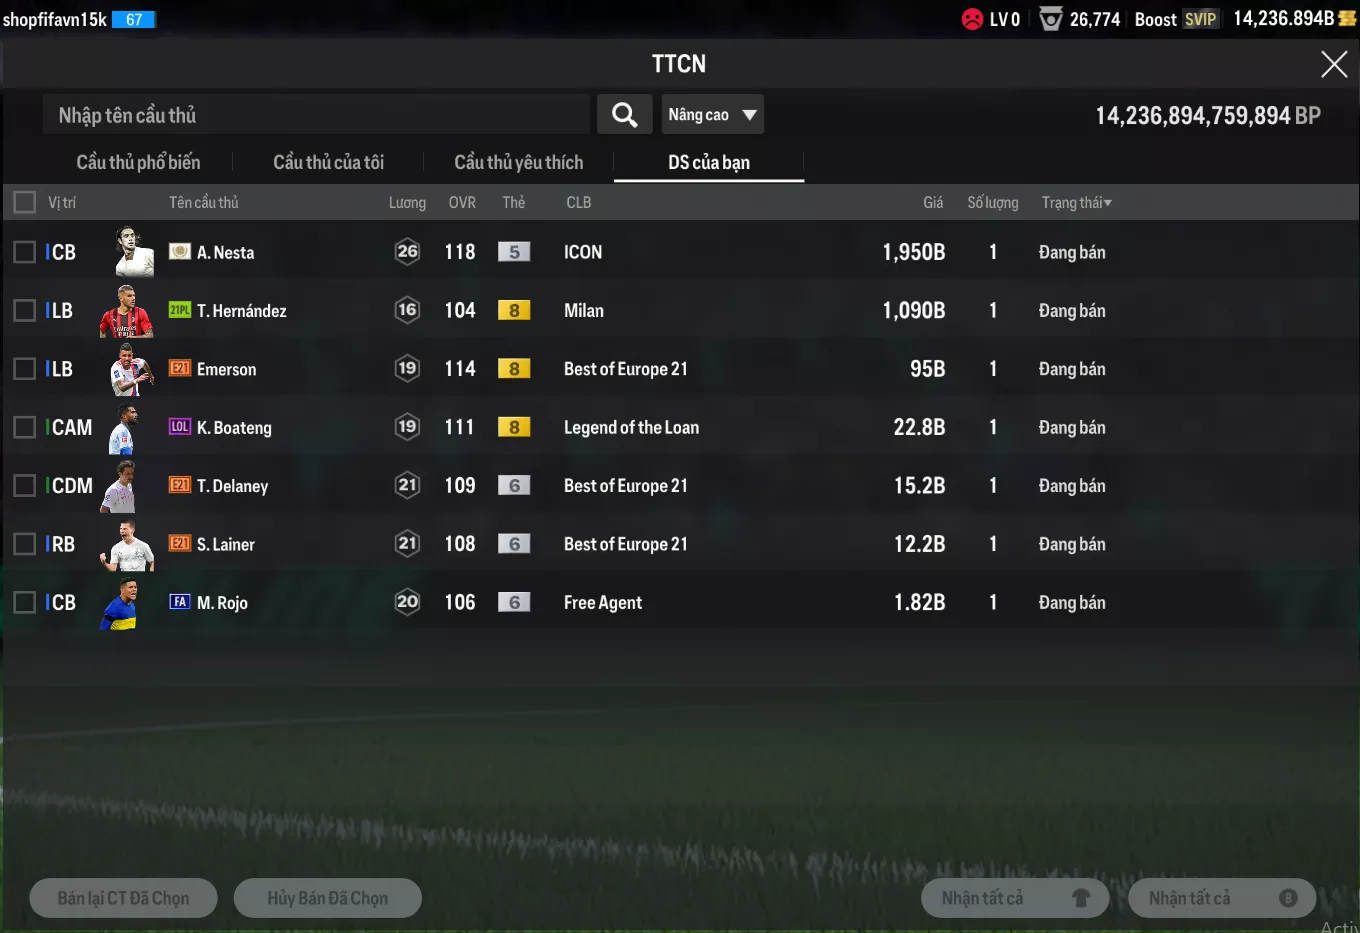 shopfifavn15k 67 LV 0 26,774 Boost SVIP 14,236.894B
TTCN
Nhập tên cầu thủ Nâng cao 14,236,894,759,894 BP
Cầu thủ phổ biến Cầu thủ của tôi Cầu thủ yêu thích DS của bạn
Vị trí Tên cầu thủ Lương OVR Thẻ CLB Giá Số lượng Trạng thái
CB A. Nesta 26 118 5 ICON 1,950B 1 Đang bán
LB 21PL T. Hernández 16 104 8 Milan 1,090B 1 Đang bán
LB E21 Emerson 19 114 8 Best of Europe 21 95B 1 Đang bán
CAM LOL K. Boateng 19 111 8 Legend of the Loan 22.8B 1 Đang bán
CDM E21 T. Delaney 21 109 6 Best of Europe 21 15.2B 1 Đang bán
RB E21 S. Lainer 21 108 6 Best of Europe 21 12.2B 1 Đang bán
CB FA M. Rojo 20 106 6 Free Agent 1.82B 1 Đang bán
Bán lại CT Đã Chọn Hủy Bán Đã Chọn Nhận tất cả Nhận tất cả B